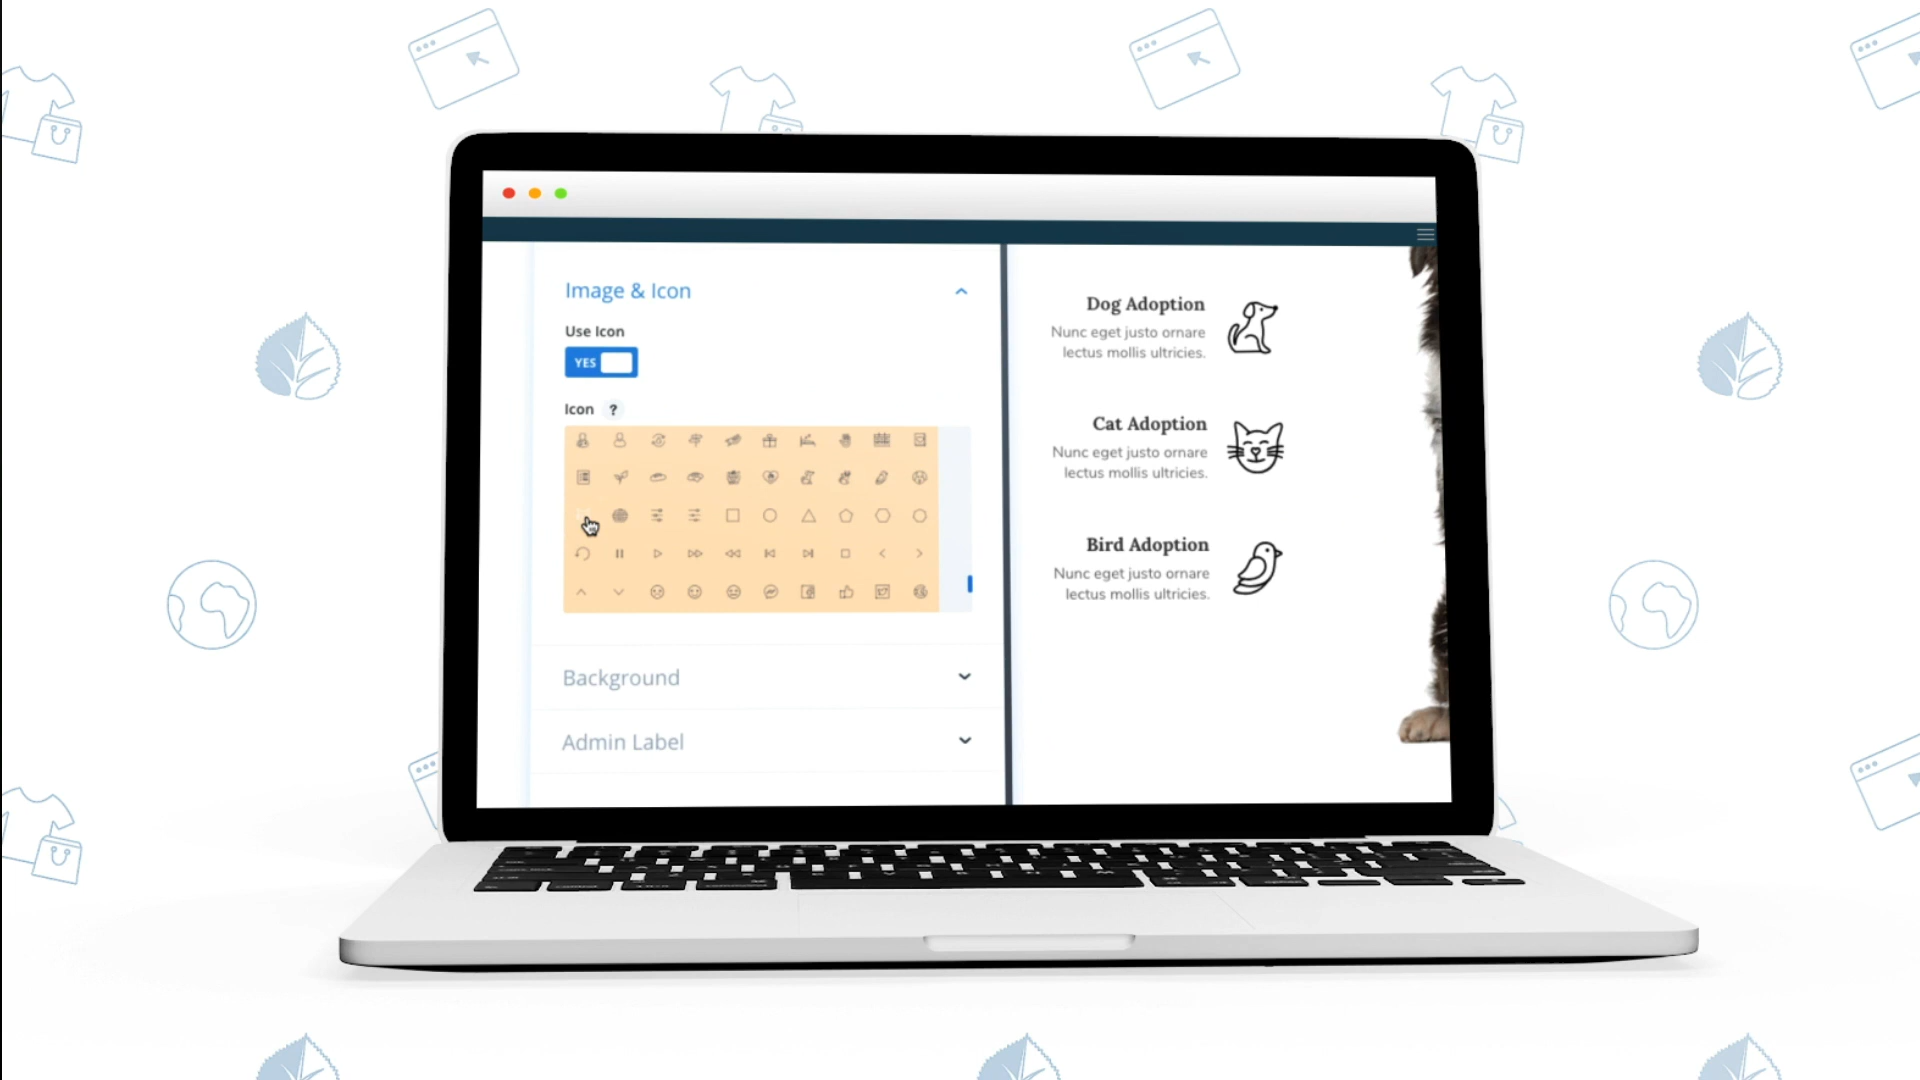 Image & Icon
Use Icon
YES
Icon ?
Background
Admin Label
Dog Adoption
Nunc eget justo ornare
lectus mollis ultricies.
Cat Adoption
Nunc eget justo ornare
lectus mollis ultricies.
Bird Adoption
Nunc eget justo ornare
lectus mollis ultricies.